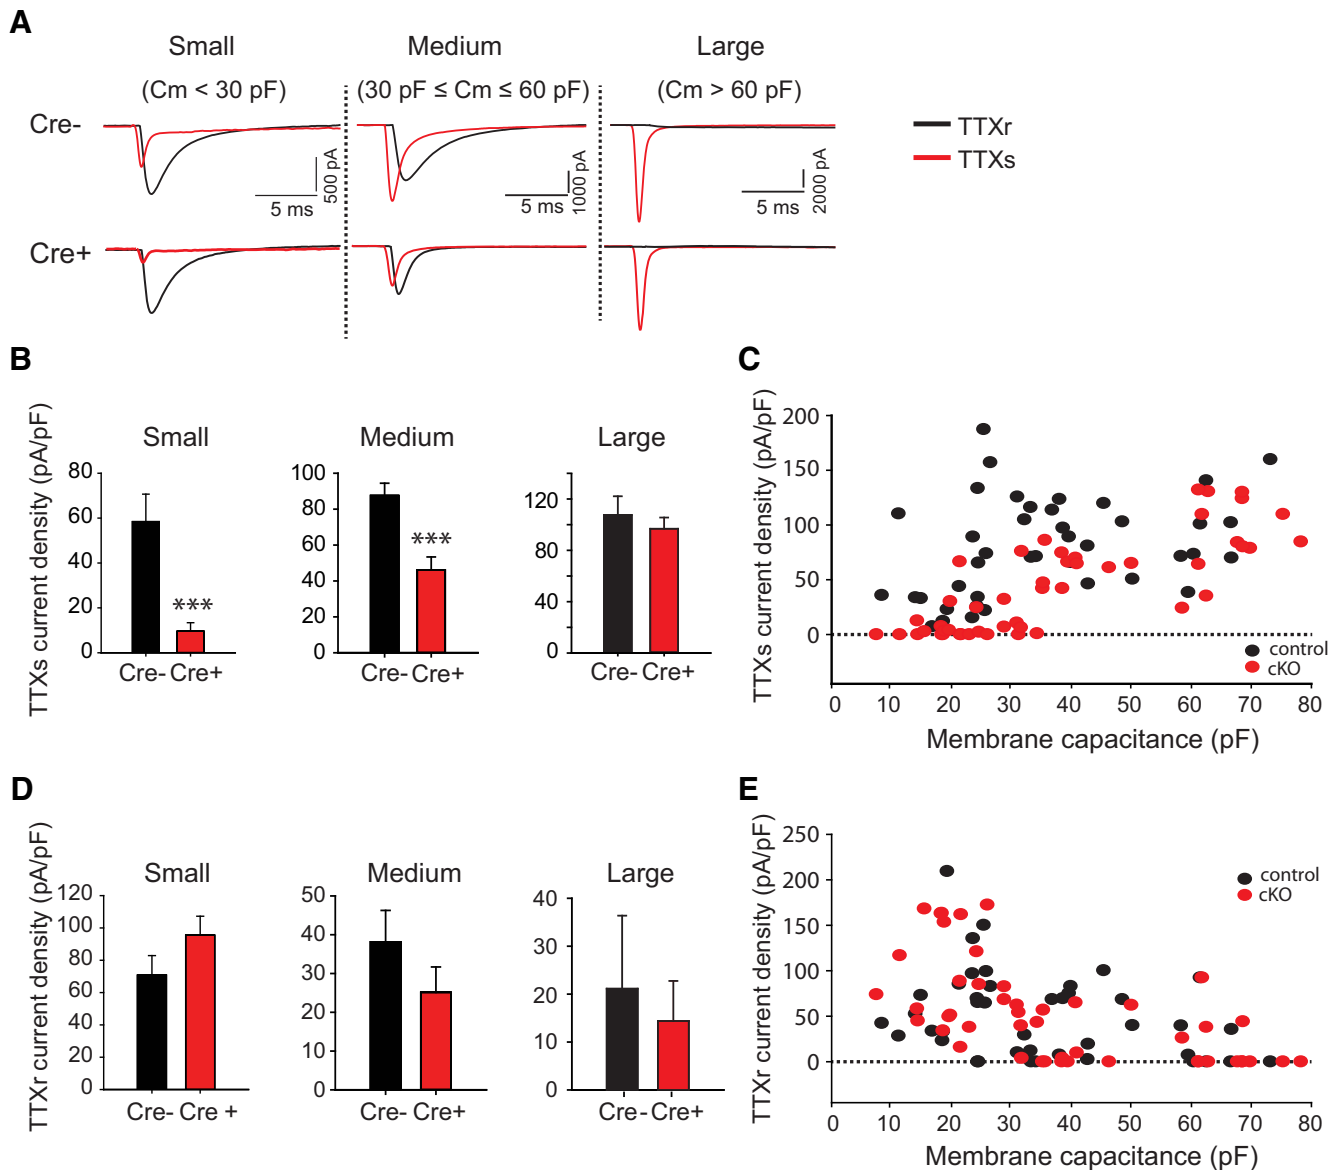 A
Small Medium Large
(Cm < 30 pF) (30 pF ≤ Cm ≤ 60 pF) (Cm > 60 pF)
Cre-
Cre+
500 pA
5 ms
1000 pA
5 ms
2000 pA
5 ms
TTXr
TTXs
B
TTXs current density (pA/pF)
Small
80
60
40
20
0
Cre- Cre+
***
Medium
100
80
60
40
20
0
Cre- Cre+
***
Large
120
80
40
0
Cre- Cre+
C
TTXs current density (pA/pF)
200
150
100
50
0
control
cKO
0 10 20 30 40 50 60 70 80
Membrane capacitance (pF)
D
TTXr current density (pA/pF)
Small
120
100
80
60
40
20
0
Cre- Cre +
Medium
50
40
30
20
10
0
Cre- Cre+
Large
40
30
20
10
0
Cre- Cre+
E
TTXr current density (pA/pF)
250
200
150
100
50
0
control
cKO
0 10 20 30 40 50 60 70 80
Membrane capacitance (pF)